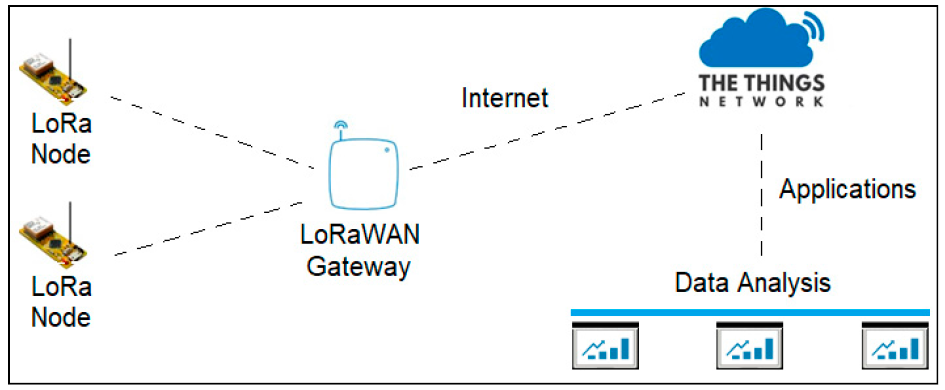 LoRa
Node
LoRa
Node
LoRaWAN
Gateway
Internet
THE THINGS
NETWORK
Applications
Data Analysis